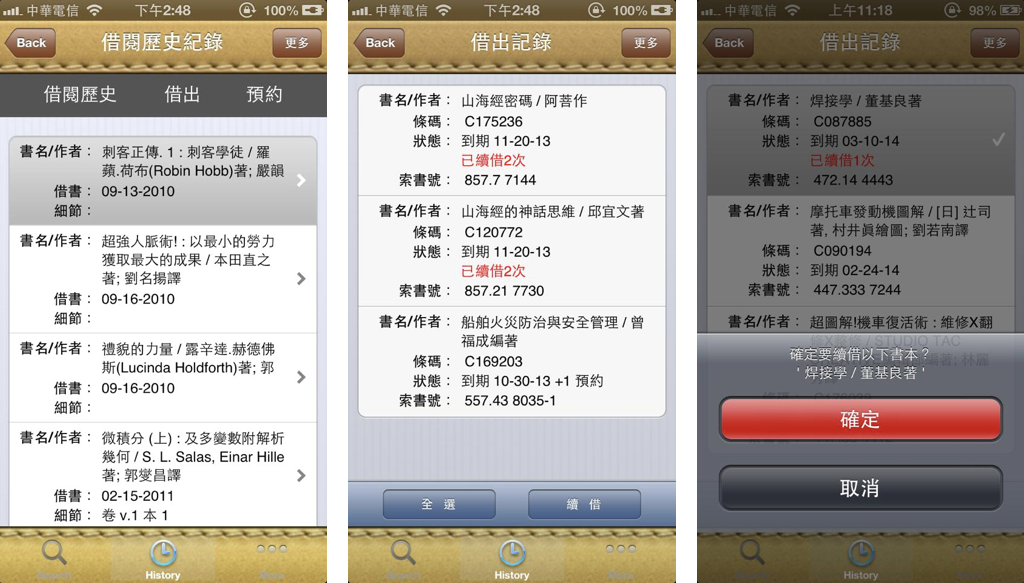 中華電信 下午2:48 100%
Back 借閱歷史紀錄 更多
借閱歷史 借出 預約
書名/作者： 刺客正傳. 1 : 刺客學徒 / 羅
蘋.荷布(Robin Hobb)著; 嚴韻
借書： 09-13-2010
細節：
書名/作者： 超強人脈術! : 以最小的勞力
獲取最大的成果 / 本田直之
著; 劉名揚譯
借書： 09-16-2010
細節：
書名/作者： 禮貌的力量 / 露辛達.赫德佛
斯(Lucinda Holdforth)著; 郭
借書： 09-16-2010
細節：
書名/作者： 微積分 (上) : 及多變數附解析
幾何 / S. L. Salas, Einar Hille
著; 郭燮昌譯
借書： 02-15-2011
細節： 卷 v.1 本 1
History
中華電信 下午2:48 100%
Back 借出記錄 更多
書名/作者： 山海經密碼 / 阿菩作
條碼： C175236
狀態： 到期 11-20-13
已續借2次
索書號： 857.7 7144
書名/作者： 山海經的神話思維 / 邱宜文著
條碼： C120772
狀態： 到期 11-20-13
已續借2次
索書號： 857.21 7730
書名/作者： 船舶火災防治與安全管理 / 曾
福成編著
條碼： C169203
狀態： 到期 10-30-13 +1 預約
索書號： 557.43 8035-1
全 選 續 借
History
中華電信 上午11:18 98%
Back 借出記錄 更多
書名/作者： 焊接學 / 董基良著
條碼： C087885
狀態： 到期 03-10-14
已續借1次
索書號： 472.14 4443
書名/作者： 摩托車發動機圖解 / [日] 辻司
著, 村井眞繪圖; 劉若南譯
條碼： C090194
狀態： 到期 02-24-14
索書號： 447.333 7244
書名/作者： 超圖解!機車復活術 : 維修X翻
STUDIO TAC
確定要續借以下書本？
' 焊接學 / 董基良著 '
確定
取消
History